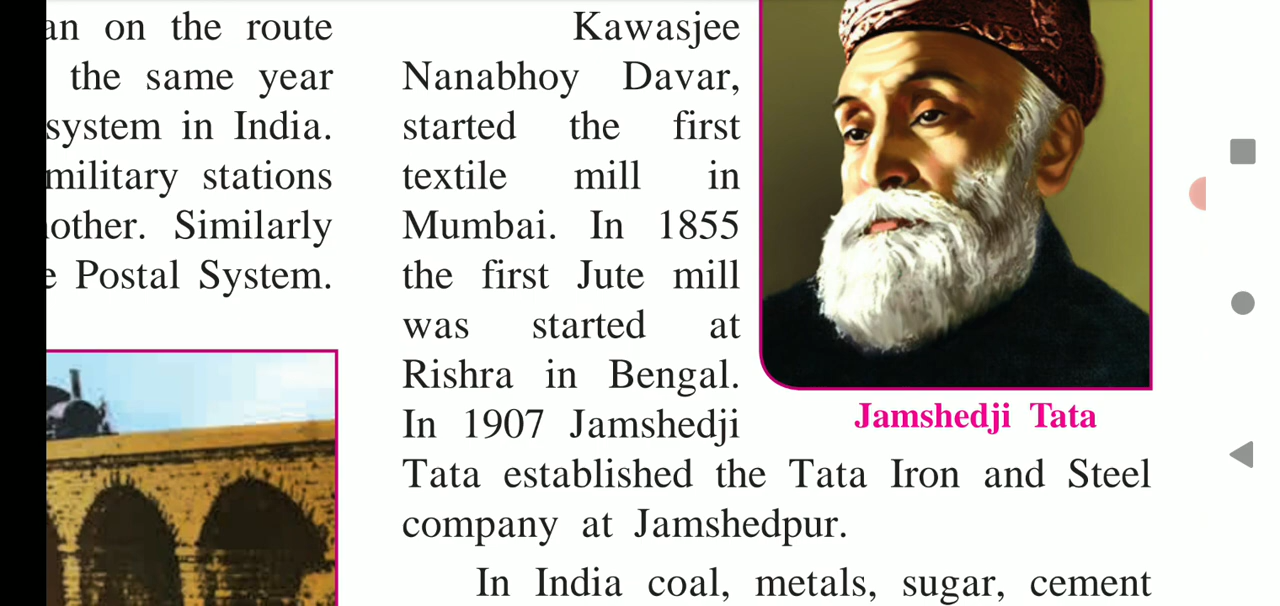 on the route
the same year
system in India.
military stations
Similarly
Postal System.
Kawasjee
Nanabhoy Davar,
started the first
textile mill in
Mumbai. In 1855
the first Jute mill
was started at
Rishra in Bengal.
In 1907 Jamshedji
Tata established the Tata Iron and Steel
company at Jamshedpur.
In India coal, metals, sugar, cement
Jamshedji Tata